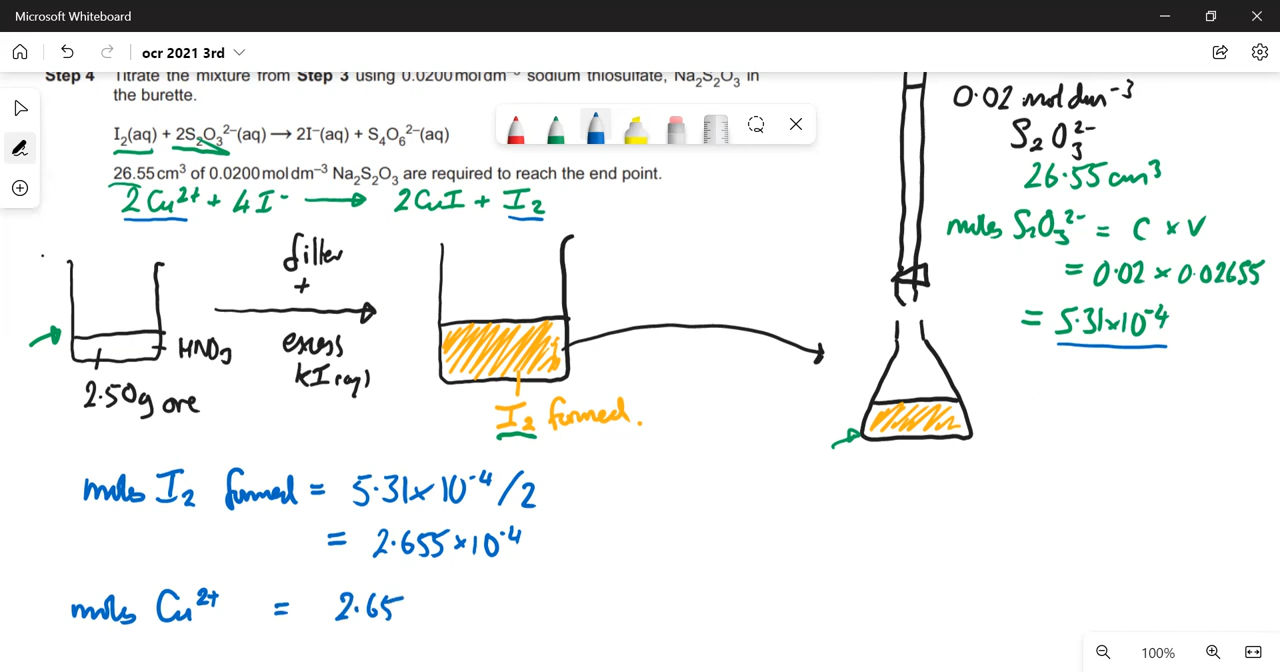 Microsoft Whiteboard
ocr 2021 3rd
Step 4 Titrate the mixture from Step 3 using 0.0200 mol dm⁻³ sodium thiosulfate, Na₂S₂O₃ in
the burette.
I₂(aq) + 2S₂O₃²⁻(aq) → 2I⁻(aq) + S₄O₆²⁻(aq)
26.55 cm³ of 0.0200 mol dm⁻³ Na₂S₂O₃ are required to reach the end point.
2Cu²⁺ + 4I⁻ → 2CuI + I₂
0.02 mol dm⁻³
S₂O₃²⁻
26.55 cm³
moles S₂O₃²⁻ = C × V
= 0.02 × 0.02655
= 5.31×10⁻⁴
filter
+
excess
KI (aq)
HNO₃
2.50g ore
I₂ formed.
moles I₂ formed = 5.31×10⁻⁴/2
= 2.655×10⁻⁴
moles Cu²⁺ = 2.65
100%